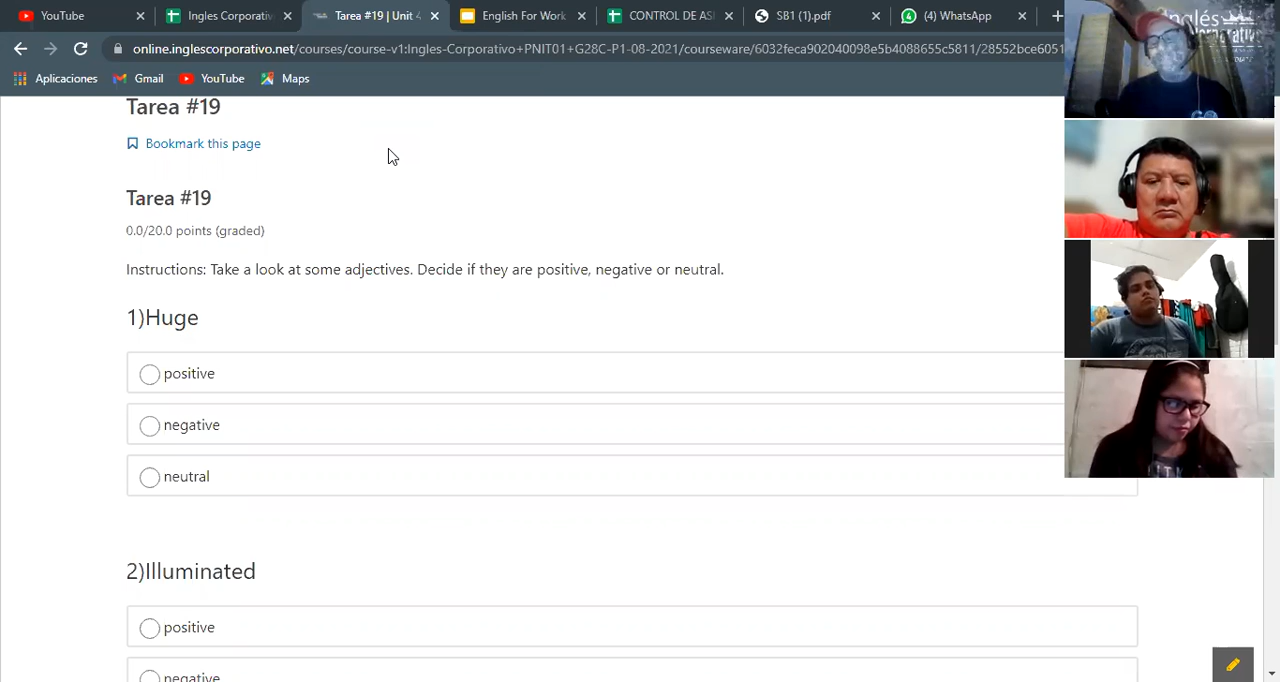 YouTube
Ingles Corporativ
Tarea #19 | Unit 4
English For Work
CONTROL DE ASI
SB1 (1).pdf
(4) WhatsApp
online.inglescorporativo.net/courses/course-v1:Ingles-Corporativo+PNIT01+G28C-P1-08-2021/courseware/6032feca902040098e5b4088655c5811/28552bce6051
Aplicaciones
Gmail
YouTube
Maps
Inglés
Corporativo
Tarea #19
Bookmark this page
Tarea #19
0.0/20.0 points (graded)
Instructions: Take a look at some adjectives. Decide if they are positive, negative or neutral.
1)Huge
positive
negative
neutral
2)Illuminated
positive
negative